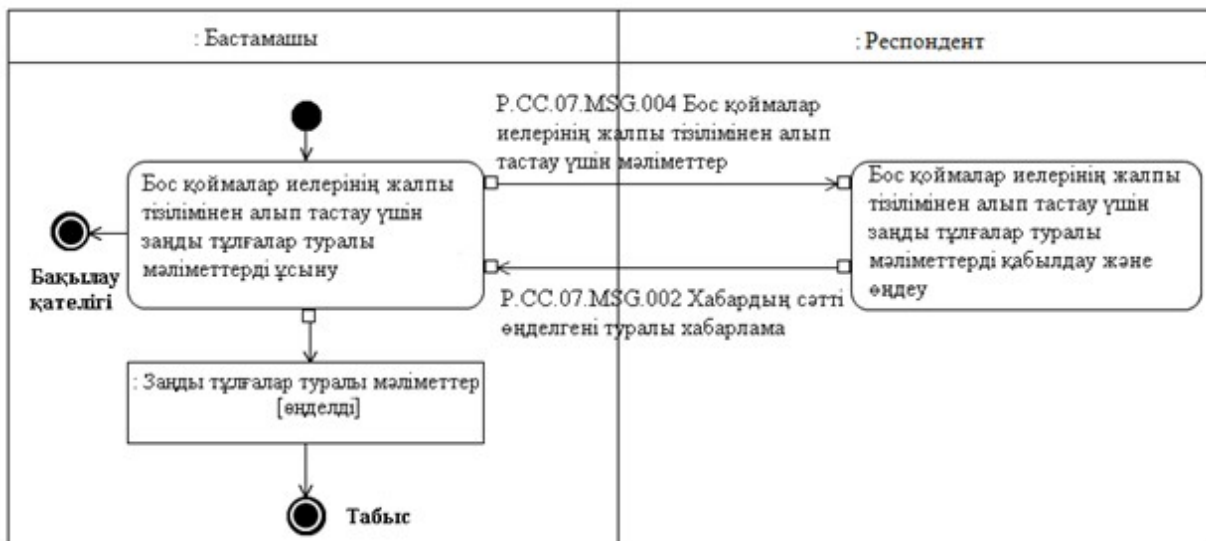 : Бастамашы
: Респондент
P.CC.07.MSG.004 Бос қоймалар
иелерінің жалпы тізілімінен алып
тастау үшін мәліметтер
Бос қоймалар иелерінің жалпы
тізілімінен алып тастау үшін
заңды тұлғалар туралы
мәліметтерді ұсыну
Бос қоймалар иелерінің жалпы
тізілімінен алып тастау үшін
заңды тұлғалар туралы
мәліметтерді қабылдау және
өңдеу
Бақылау
қателігі
P.CC.07.MSG.002 Хабардың сәтті
өңделгені туралы хабарлама
: Заңды тұлғалар туралы мәліметтер
[өңделді]
Табыс